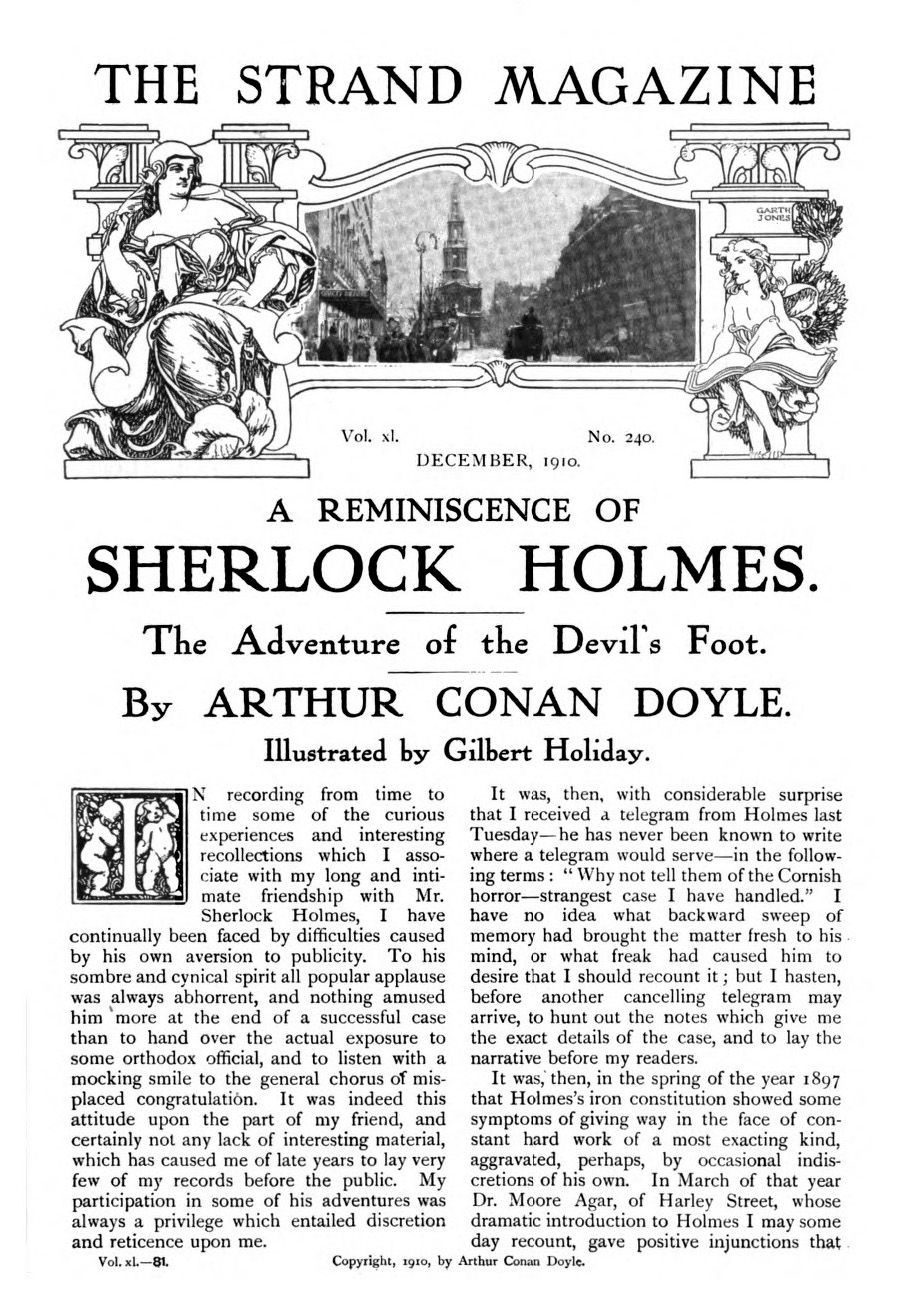 THE STRAND MAGAZINE
GARTH
JONES
Vol. xl. No. 240.
DECEMBER, 1910.
A REMINISCENCE OF
SHERLOCK HOLMES.
The Adventure of the Devil's Foot.
By ARTHUR CONAN DOYLE.
Illustrated by Gilbert Holiday.
IN recording from time to
time some of the curious
experiences and interesting
recollections which I asso-
ciate with my long and inti-
mate friendship with Mr.
Sherlock Holmes, I have
continually been faced by difficulties caused
by his own aversion to publicity. To his
sombre and cynical spirit all popular applause
was always abhorrent, and nothing amused
him more at the end of a successful case
than to hand over the actual exposure to
some orthodox official, and to listen with a
mocking smile to the general chorus of mis-
placed congratulation. It was indeed this
attitude upon the part of my friend, and
certainly not any lack of interesting material,
which has caused me of late years to lay very
few of my records before the public. My
participation in some of his adventures was
always a privilege which entailed discretion
and reticence upon me.
It was, then, with considerable surprise
that I received a telegram from Holmes last
Tuesday—he has never been known to write
where a telegram would serve—in the follow-
ing terms : “ Why not tell them of the Cornish
horror—strangest case I have handled.” I
have no idea what backward sweep of
memory had brought the matter fresh to his
mind, or what freak had caused him to
desire that I should recount it ; but I hasten,
before another cancelling telegram may
arrive, to hunt out the notes which give me
the exact details of the case, and to lay the
narrative before my readers.
It was, then, in the spring of the year 1897
that Holmes's iron constitution showed some
symptoms of giving way in the face of con-
stant hard work of a most exacting kind,
aggravated, perhaps, by occasional indis-
cretions of his own. In March of that year
Dr. Moore Agar, of Harley Street, whose
dramatic introduction to Holmes I may some
day recount, gave positive injunctions that
Vol. xl.—81. Copyright, 1910, by Arthur Conan Doyle.